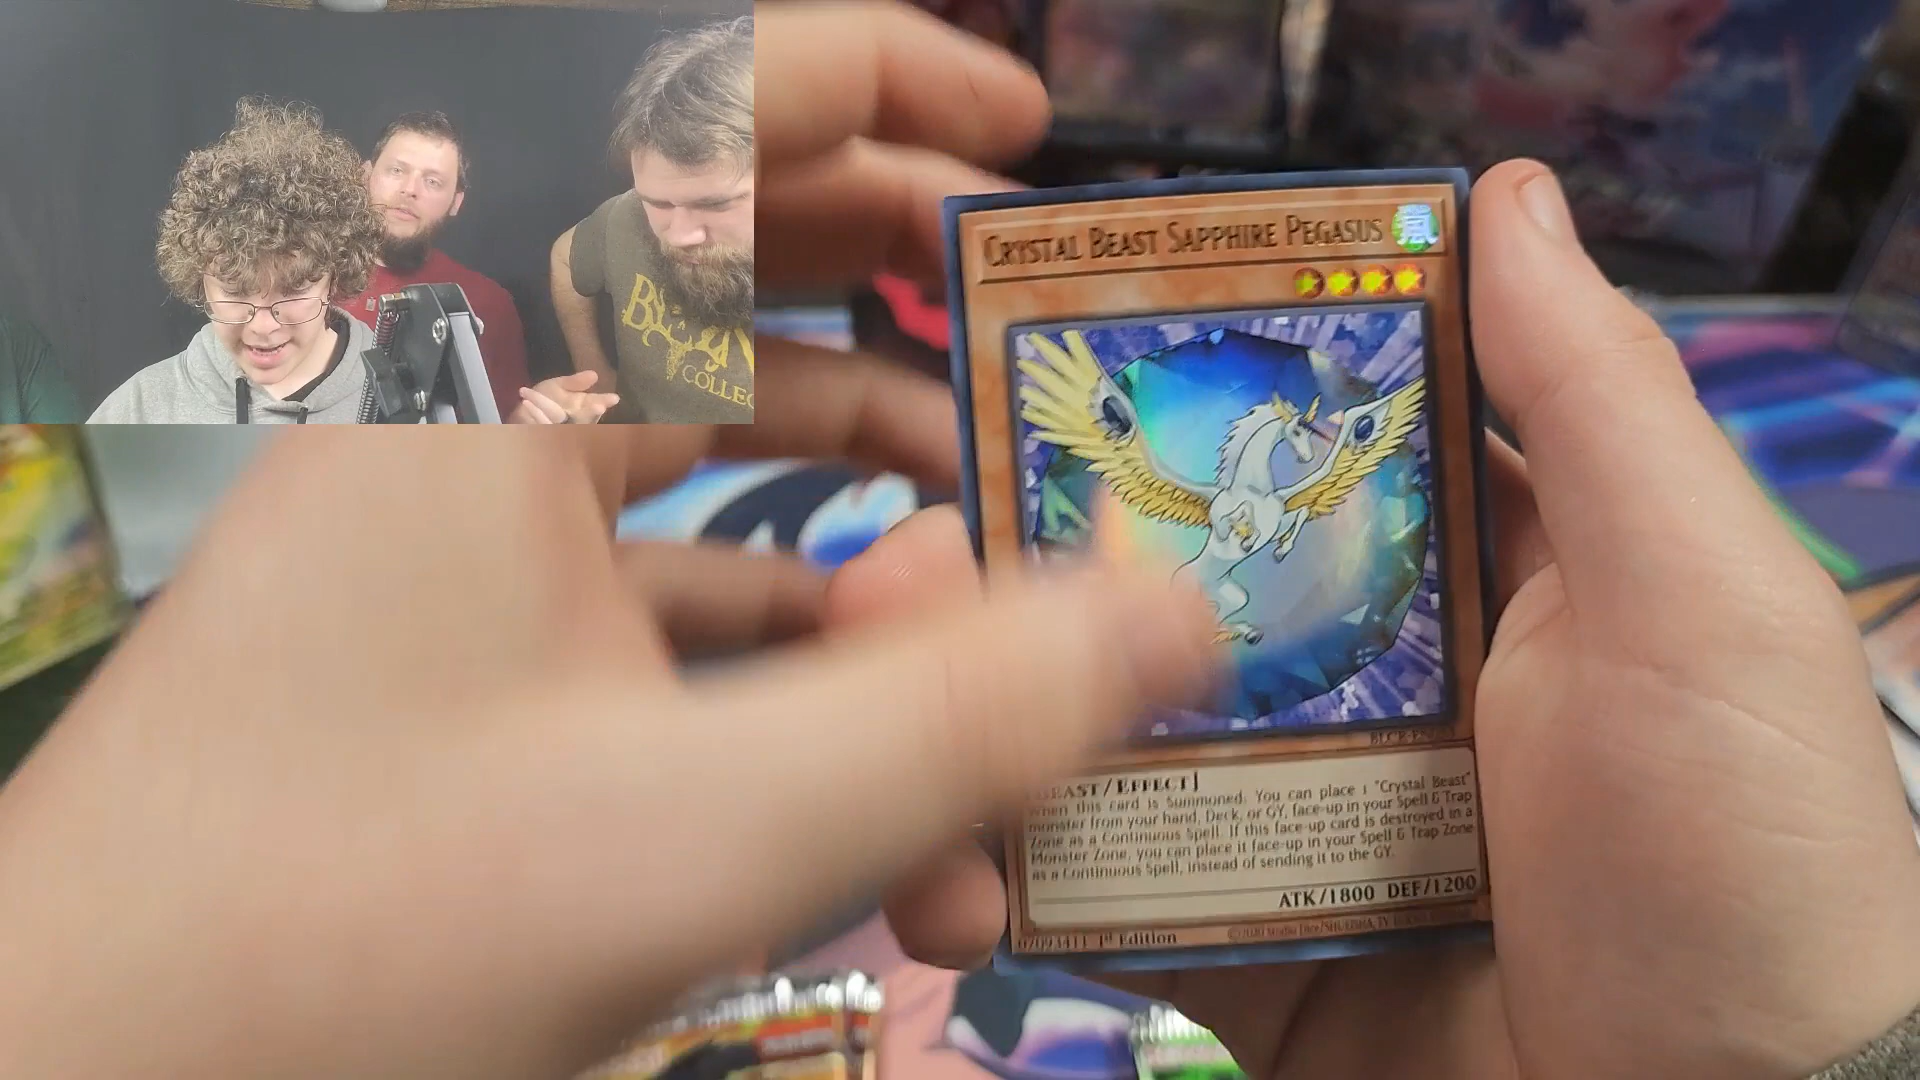 COLLEC
CRYSTAL BEAST SAPPHIRE PEGASUS
BEAST / EFFECT]
When this card is Summoned: You can place 1 "Crystal Beast"
monster from your hand, Deck, or GY, face-up in your Spell & Trap
Zone as a Continuous Spell. If this face-up card is destroyed in a
Monster Zone, you can place it face-up in your Spell & Trap Zone
as a Continuous Spell, instead of sending it to the GY.
ATK/1800 DEF/1200
07093411 1st Edition